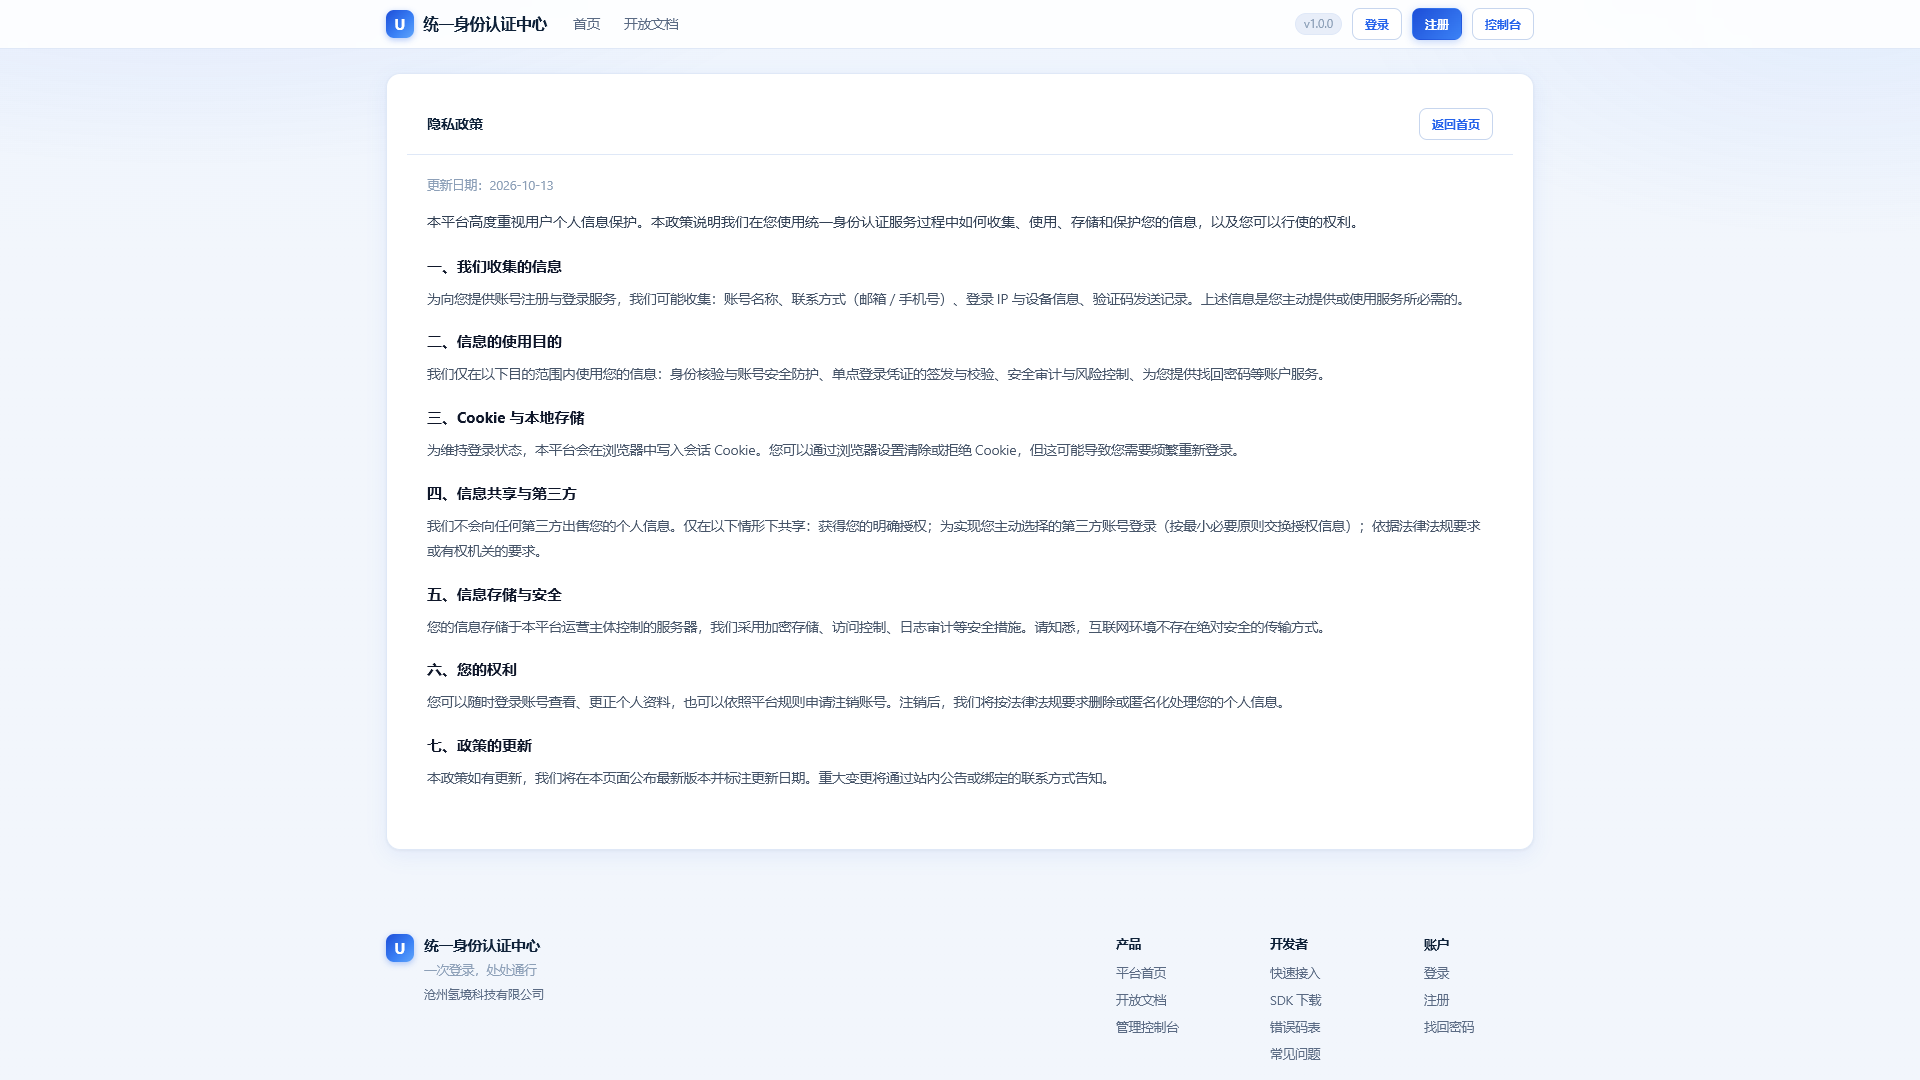 U 统一身份认证中心 首页 开放文档 v1.0.0 登录 注册 控制台
隐私政策 返回首页
更新日期：2026-10-13
本平台高度重视用户个人信息保护。本政策说明我们在您使用统一身份认证服务过程中如何收集、使用、存储和保护您的信息，以及您可以行使的权利。
一、我们收集的信息
为向您提供账号注册与登录服务，我们可能收集：账号名称、联系方式（邮箱 / 手机号）、登录 IP 与设备信息、验证码发送记录。上述信息是您主动提供或使用服务所必需的。
二、信息的使用目的
我们仅在以下目的范围内使用您的信息：身份核验与账号安全防护、单点登录凭证的签发与校验、安全审计与风险控制、为您提供找回密码等账户服务。
三、Cookie 与本地存储
为维持登录状态，本平台会在浏览器中写入会话 Cookie。您可以通过浏览器设置清除或拒绝 Cookie，但这可能导致您需要频繁重新登录。
四、信息共享与第三方
我们不会向任何第三方出售您的个人信息。仅在以下情形下共享：获得您的明确授权；为实现您主动选择的第三方账号登录（按最小必要原则交换授权信息）；依据法律法规要求
或有权机关的要求。
五、信息存储与安全
您的信息存储于本平台运营主体控制的服务器，我们采用加密存储、访问控制、日志审计等安全措施。请知悉，互联网环境不存在绝对安全的传输方式。
六、您的权利
您可以随时登录账号查看、更正个人资料，也可以依照平台规则申请注销账号。注销后，我们将按法律法规要求删除或匿名化处理您的个人信息。
七、政策的更新
本政策如有更新，我们将在本页面公布最新版本并标注更新日期。重大变更将通过站内公告或绑定的联系方式告知。
U 统一身份认证中心
一次登录，处处通行
沧州氢境科技有限公司
产品
平台首页
开放文档
管理控制台
开发者
快速接入
SDK 下载
错误码表
常见问题
账户
登录
注册
找回密码